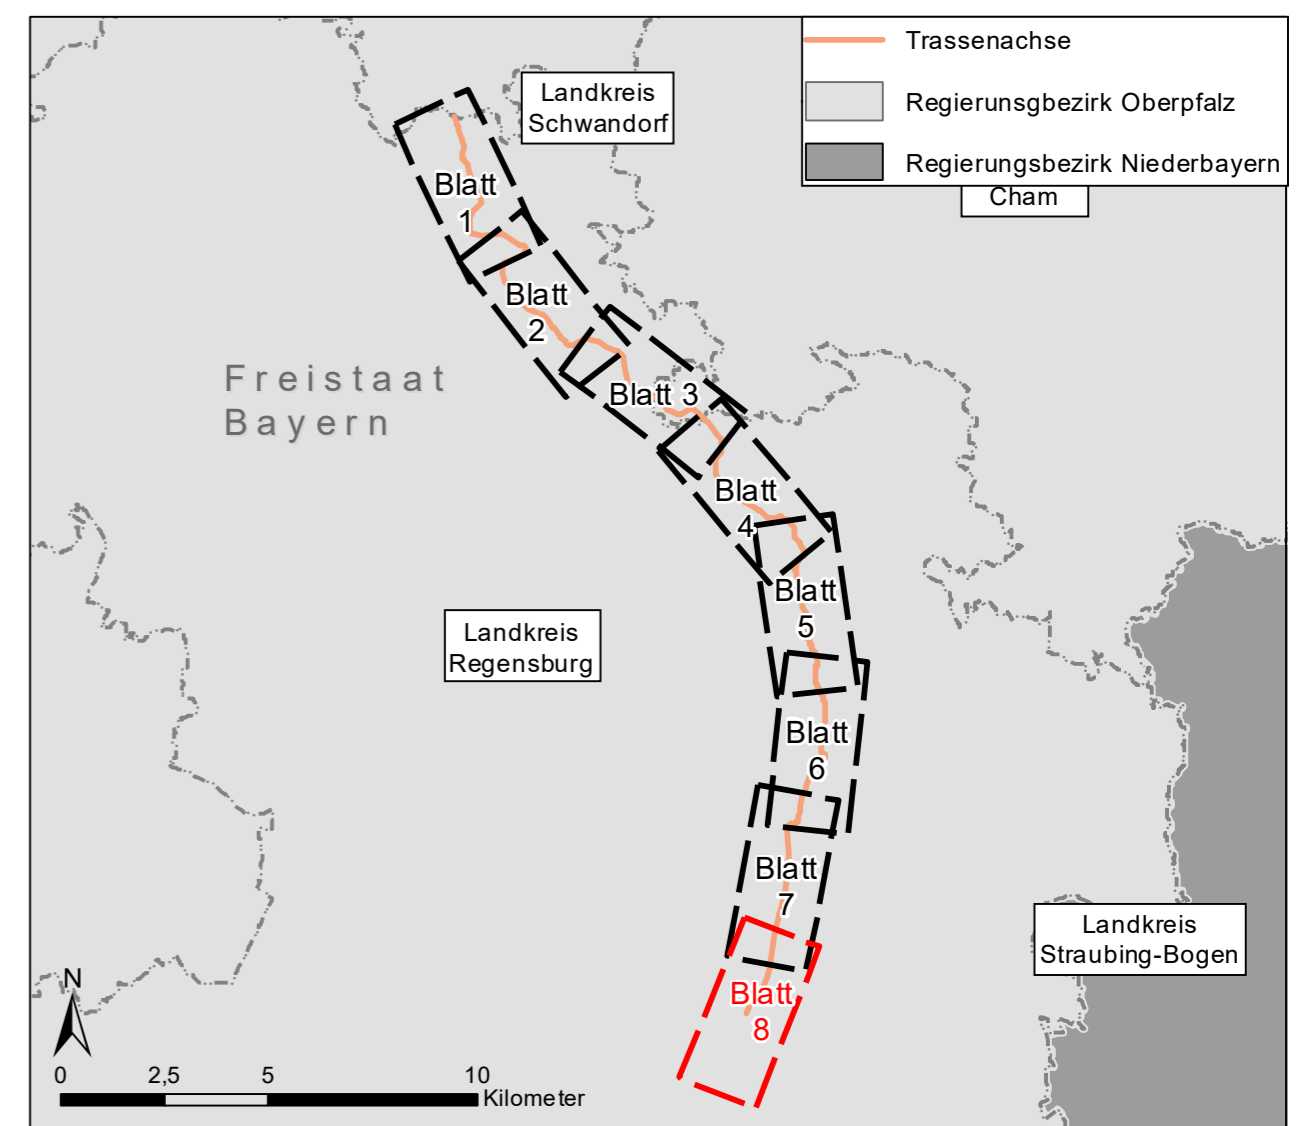 Trassenachse
Regierunsgbezirk Oberpfalz
Regierungsbezirk Niederbayern
Landkreis
Schwandorf
Cham
Blatt
1
Blatt
2
Freistaat
Bayern
Blatt 3
Blatt
4
Blatt
5
Landkreis
Regensburg
Blatt
6
Blatt
7
Landkreis
Straubing-Bogen
Blatt
8
N
0 2,5 5 10
Kilometer